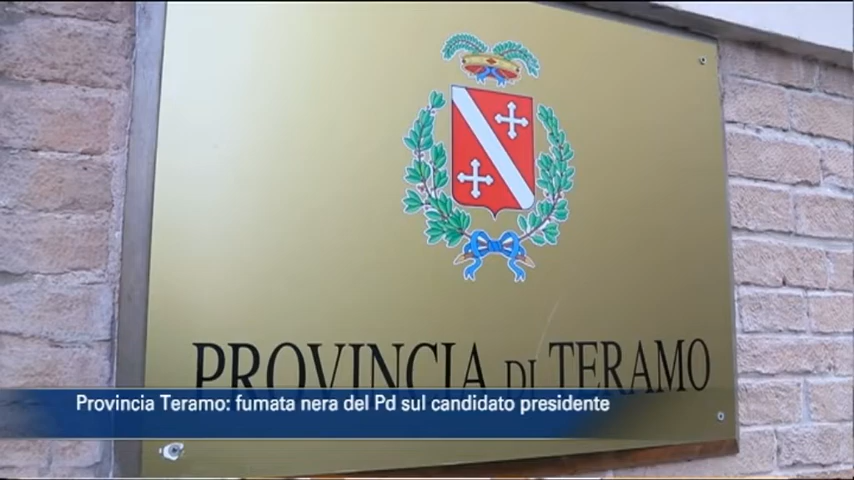 PROVINCIA DI TERAMO
Provincia Teramo: fumata nera del Pd sul candidato presidente